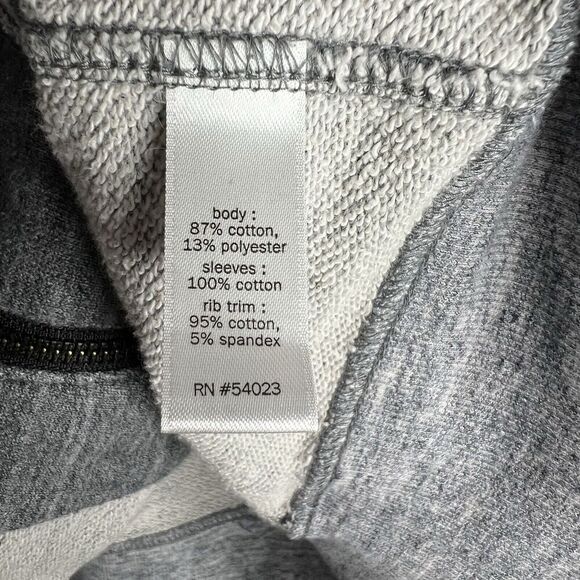 body :
87% cotton,
13% polyester
sleeves :
100% cotton
rib trim :
95% cotton,
5% spandex
RN #54023